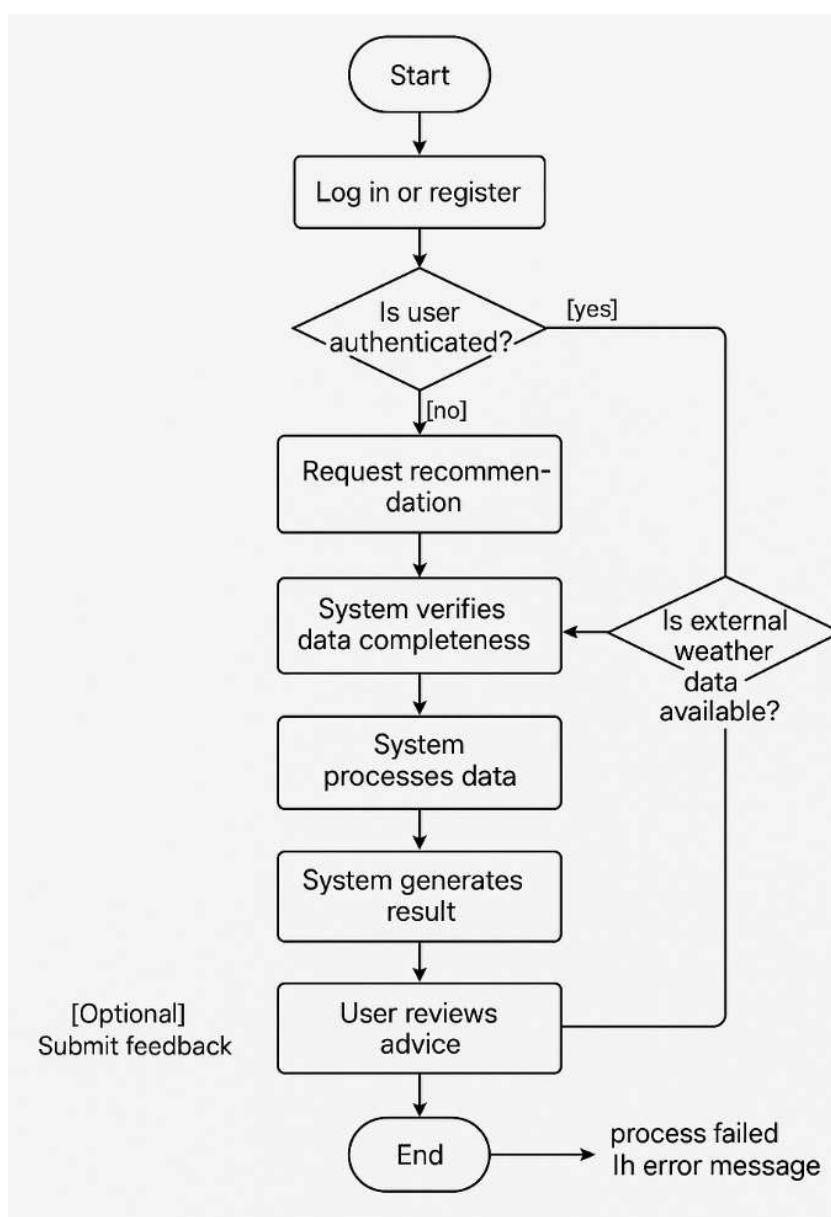 Start
Log in or register
Is user
authenticated?
[yes]
[no]
Request recommen-
dation
System verifies
data completeness
Is external
weather
data
available?
System
processes data
System generates
result
[Optional]
Submit feedback
User reviews
advice
End
process failed
lh error message